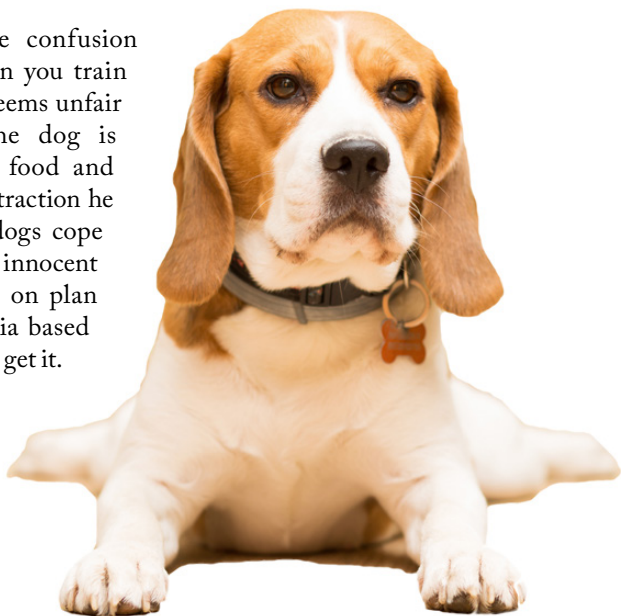 e confusion
n you train
eems unfair
ne dog is
food and
traction he
dogs cope
innocent
on plan
ia based
get it.